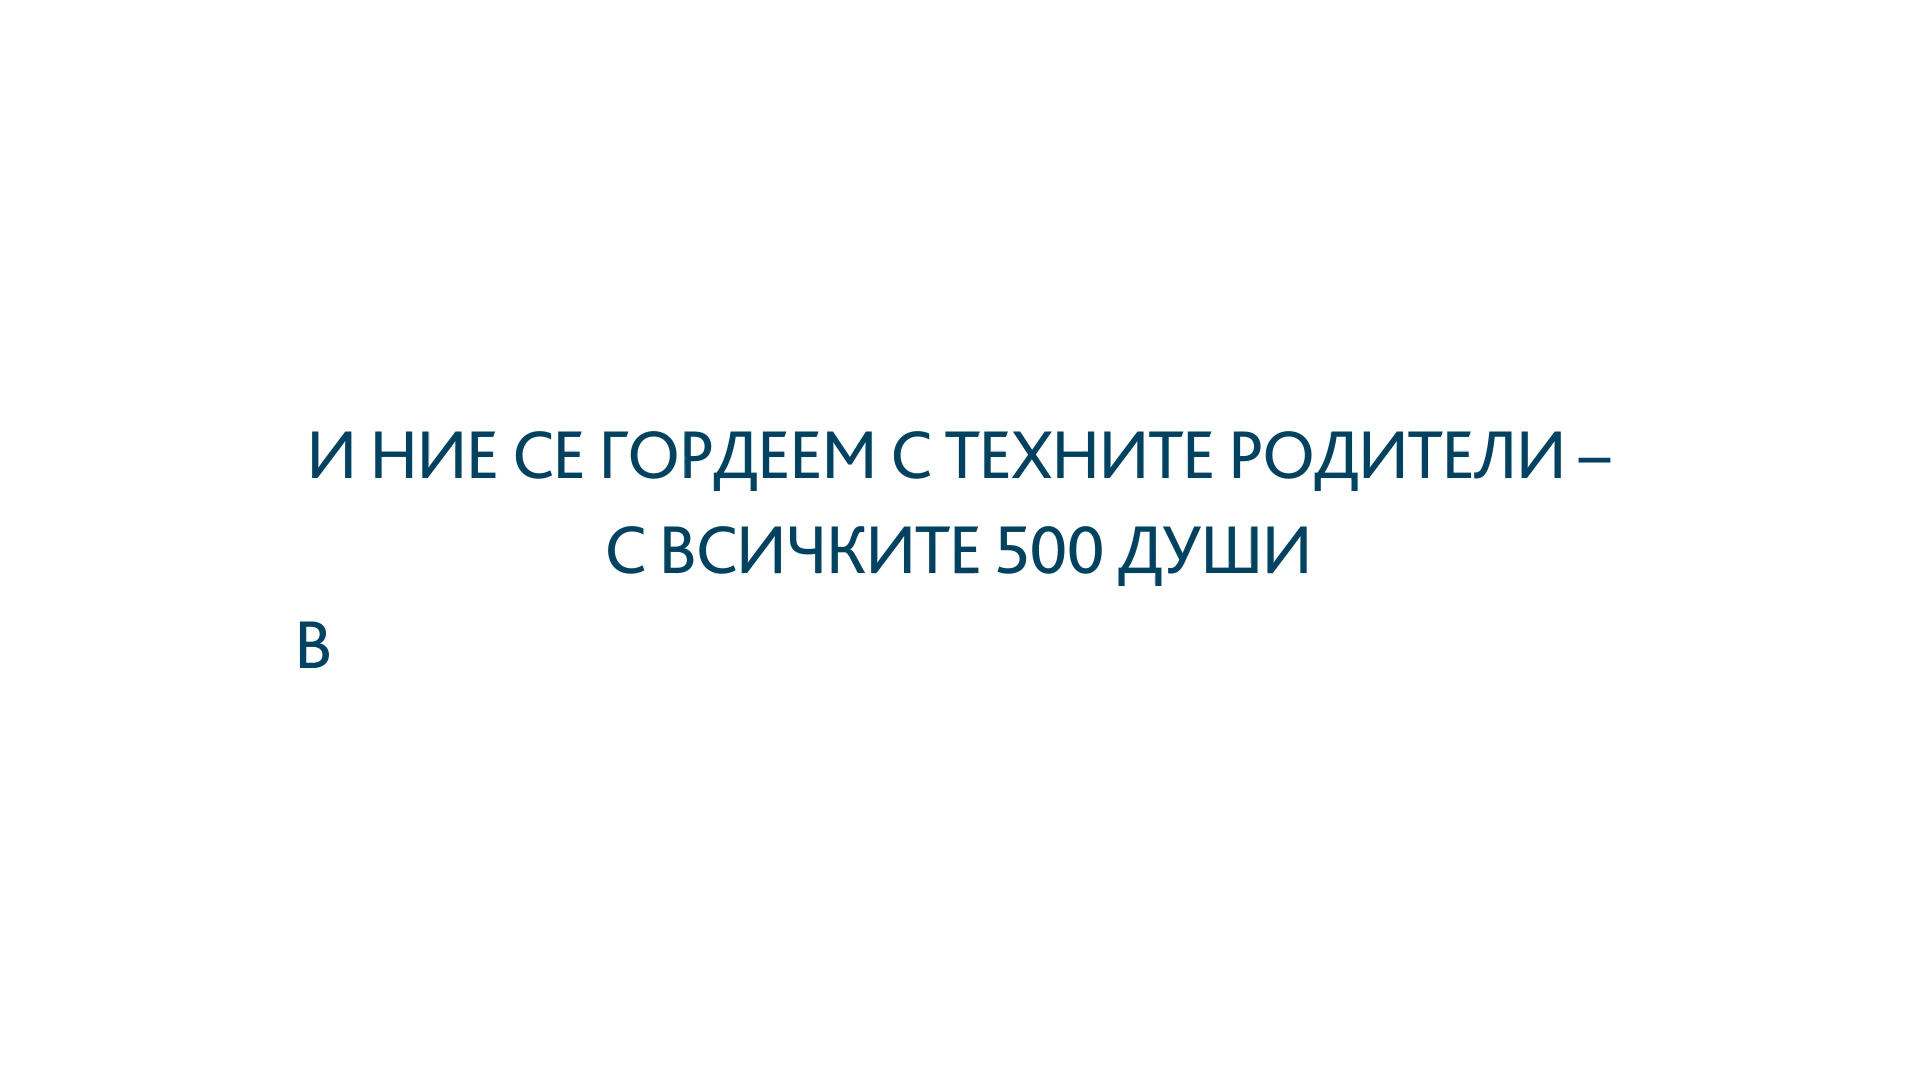 И НИЕ СЕ ГОРДЕЕМ С ТЕХНИТЕ РОДИТЕЛИ –
С ВСИЧКИТЕ 500 ДУШИ
В